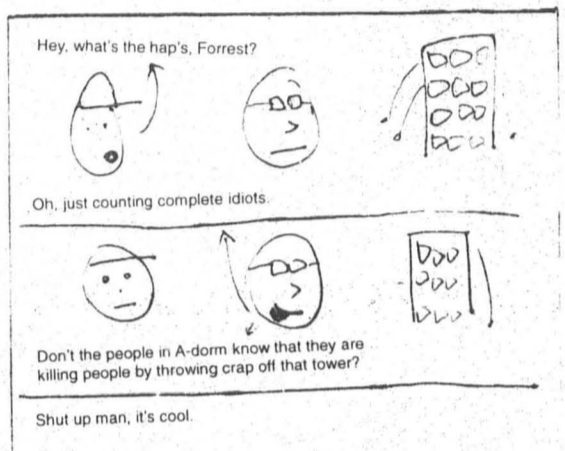 Hey, what's the hap's, Forrest?
Oh, just counting complete idiots.
Don't the people in A-dorm know that they are
killing people by throwing crap off that tower?
Shut up man, it's cool.